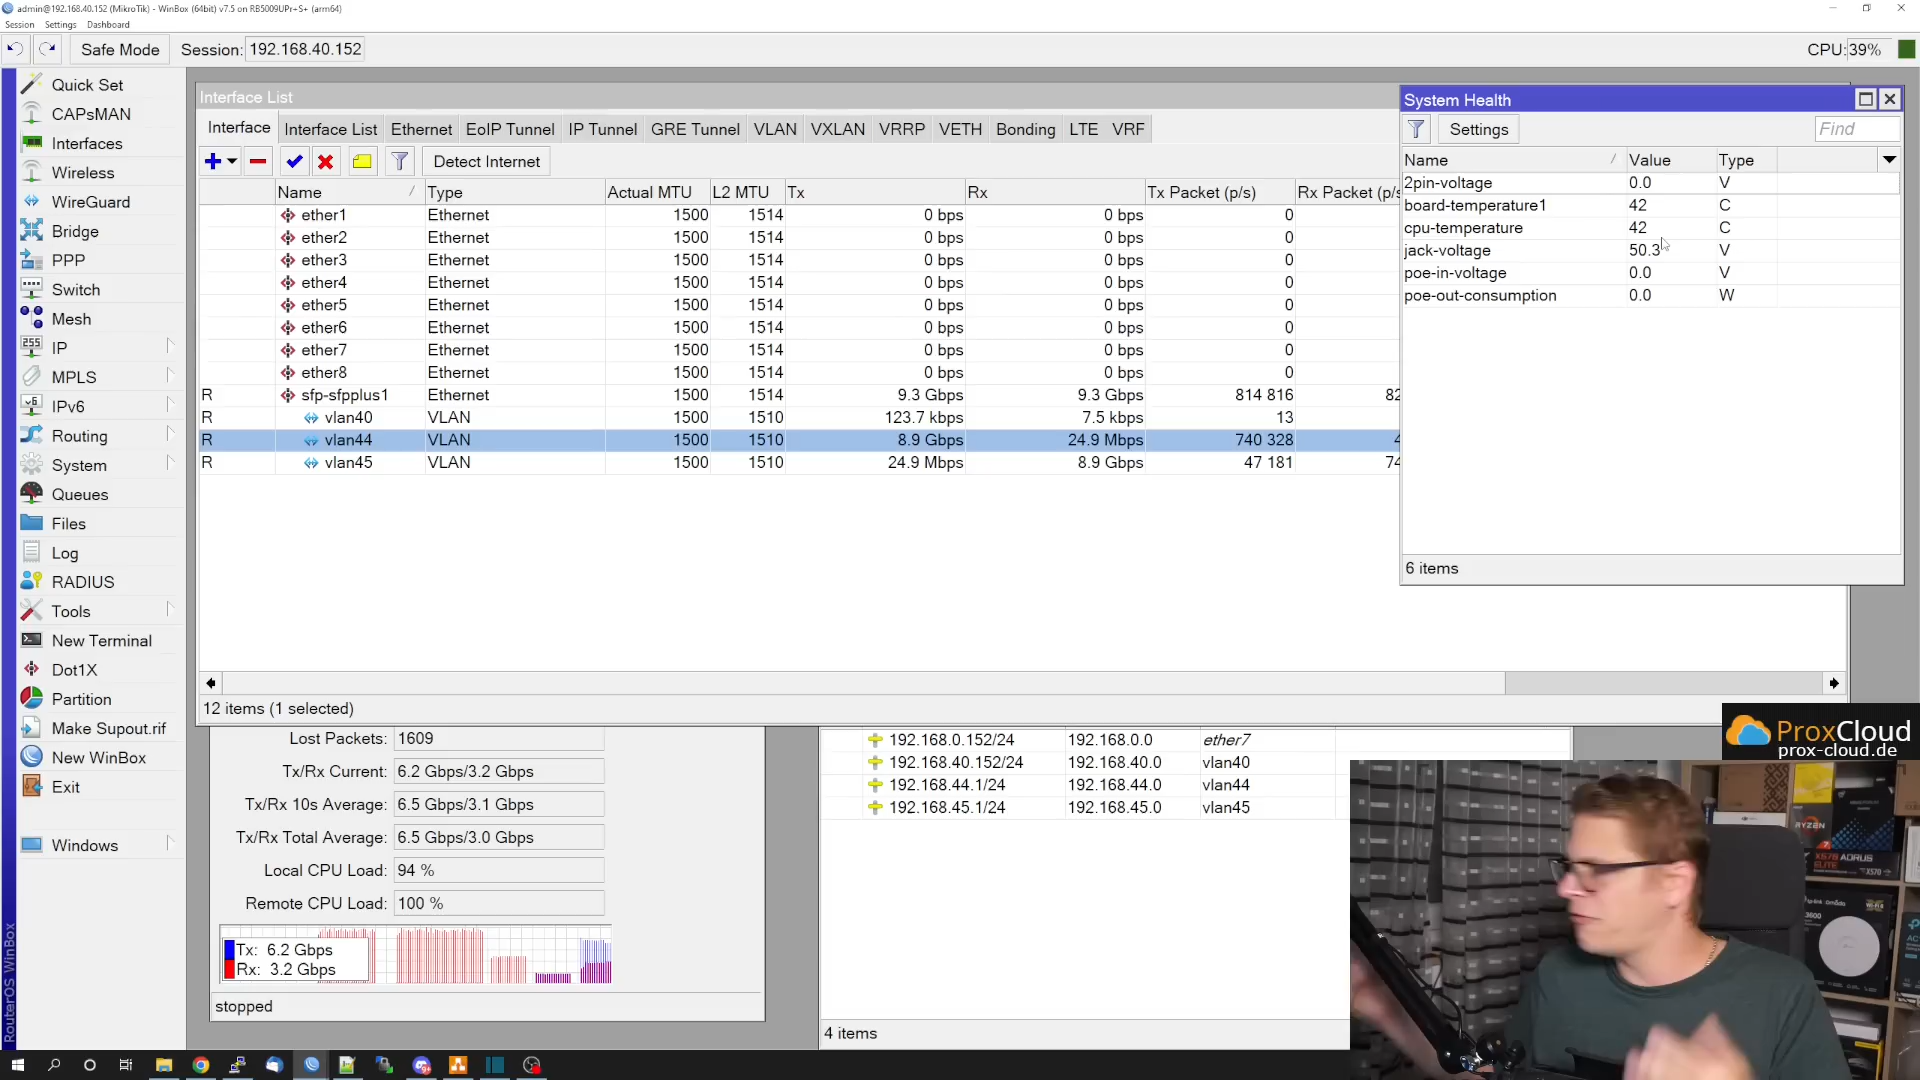 admin@192.168.40.152 (MikroTik) - WinBox (64bit) v7.5 on RB5009UPr+S+ (arm64)
Session Settings Dashboard
Safe Mode Session: 192.168.40.152 CPU: 39%
Quick Set
CAPsMAN
Interfaces
Wireless
WireGuard
Bridge
PPP
Switch
Mesh
IP
MPLS
IPv6
Routing
System
Queues
Files
Log
RADIUS
Tools
New Terminal
Dot1X
Partition
Make Supout.rif
New WinBox
Exit
Windows
RouterOS WinBox
Interface List
Interface Interface List Ethernet EoIP Tunnel IP Tunnel GRE Tunnel VLAN VXLAN VRRP VETH Bonding LTE VRF
Detect Internet
Name Type Actual MTU L2 MTU Tx Rx Tx Packet (p/s) Rx Packet (p/s
ether1 Ethernet 1500 1514 0 bps 0 bps 0
ether2 Ethernet 1500 1514 0 bps 0 bps 0
ether3 Ethernet 1500 1514 0 bps 0 bps 0
ether4 Ethernet 1500 1514 0 bps 0 bps 0
ether5 Ethernet 1500 1514 0 bps 0 bps 0
ether6 Ethernet 1500 1514 0 bps 0 bps 0
ether7 Ethernet 1500 1514 0 bps 0 bps 0
ether8 Ethernet 1500 1514 0 bps 0 bps 0
R sfp-sfpplus1 Ethernet 1500 1514 9.3 Gbps 9.3 Gbps 814 816 82
R vlan40 VLAN 1500 1510 123.7 kbps 7.5 kbps 13
R vlan44 VLAN 1500 1510 8.9 Gbps 24.9 Mbps 740 328 4
R vlan45 VLAN 1500 1510 24.9 Mbps 8.9 Gbps 47 181 74
12 items (1 selected)
System Health
Settings Find
Name Value Type
2pin-voltage 0.0 V
board-temperature1 42 C
cpu-temperature 42 C
jack-voltage 50.3 V
poe-in-voltage 0.0 V
poe-out-consumption 0.0 W
6 items
Lost Packets: 1609
Tx/Rx Current: 6.2 Gbps/3.2 Gbps
Tx/Rx 10s Average: 6.5 Gbps/3.1 Gbps
Tx/Rx Total Average: 6.5 Gbps/3.0 Gbps
Local CPU Load: 94 %
Remote CPU Load: 100 %
Tx: 6.2 Gbps
Rx: 3.2 Gbps
stopped
192.168.0.152/24 192.168.0.0 ether7
192.168.40.152/24 192.168.40.0 vlan40
192.168.44.1/24 192.168.44.0 vlan44
192.168.45.1/24 192.168.45.0 vlan45
4 items
ProxCloud
prox-cloud.de
RYZEN
X570 AORUS
ELITE
X570